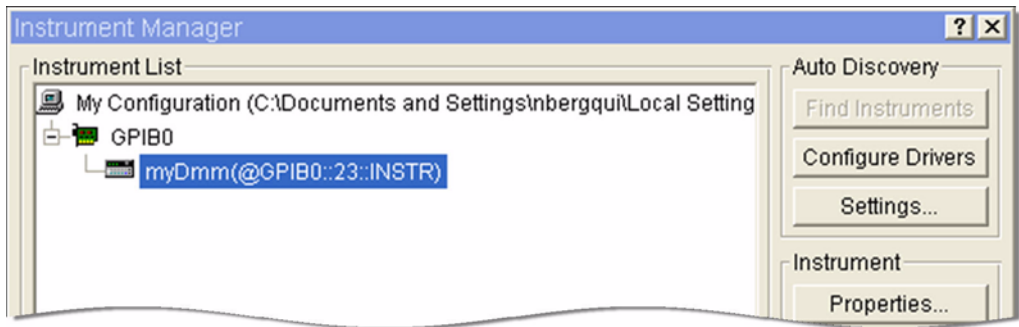 Instrument Manager
Instrument List
My Configuration (C:\Documents and Settings\nbergqui\Local Setting
GPIB0
myDmm(@GPIB0::23::INSTR)
Auto Discovery
Find Instruments
Configure Drivers
Settings...
Instrument
Properties...